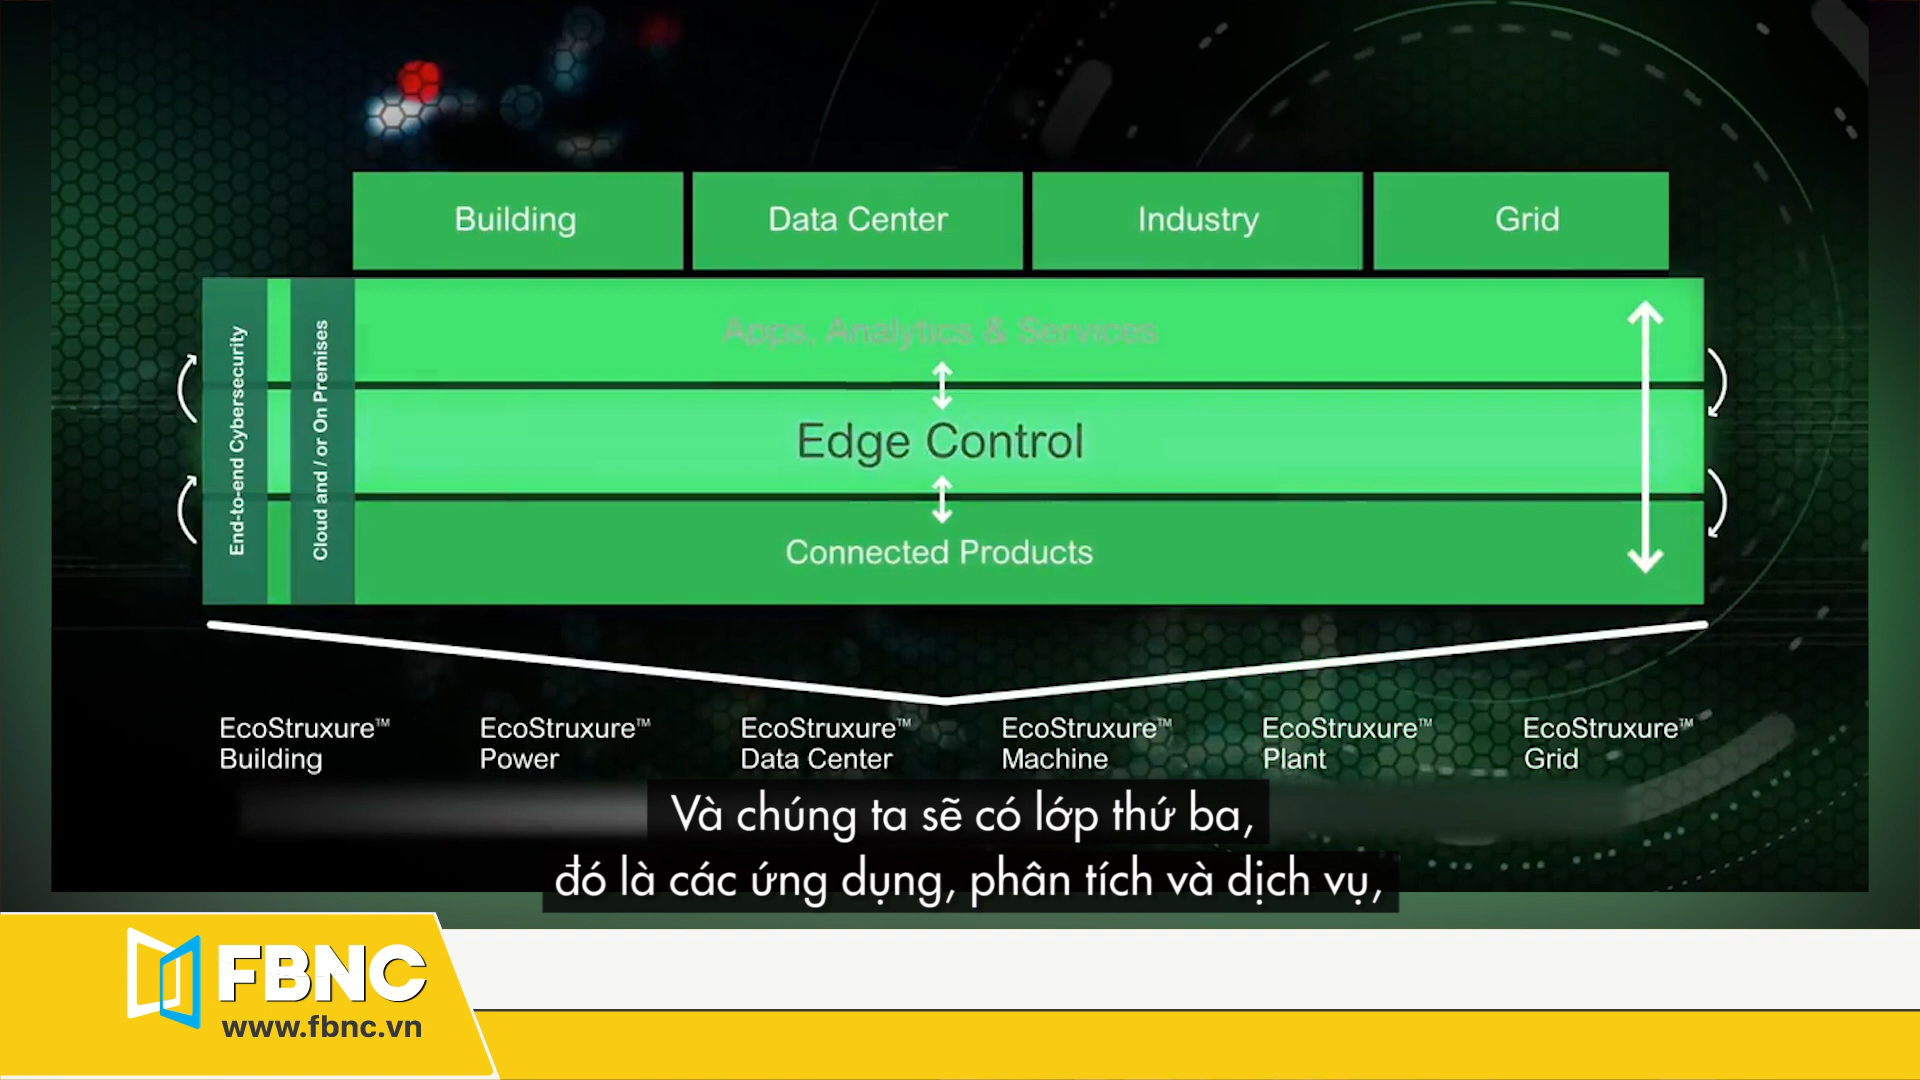 Building
Data Center
Industry
Grid
End-to-end Cybersecurity
Cloud and / or On Premises
Apps, Analytics & Services
Edge Control
Connected Products
EcoStruxure™
Building
EcoStruxure™
Power
EcoStruxure™
Data Center
EcoStruxure™
Machine
EcoStruxure™
Plant
EcoStruxure™
Grid
Và chúng ta sẽ có lớp thứ ba,
đó là các ứng dụng, phân tích và dịch vụ,
FBNC
www.fbnc.vn